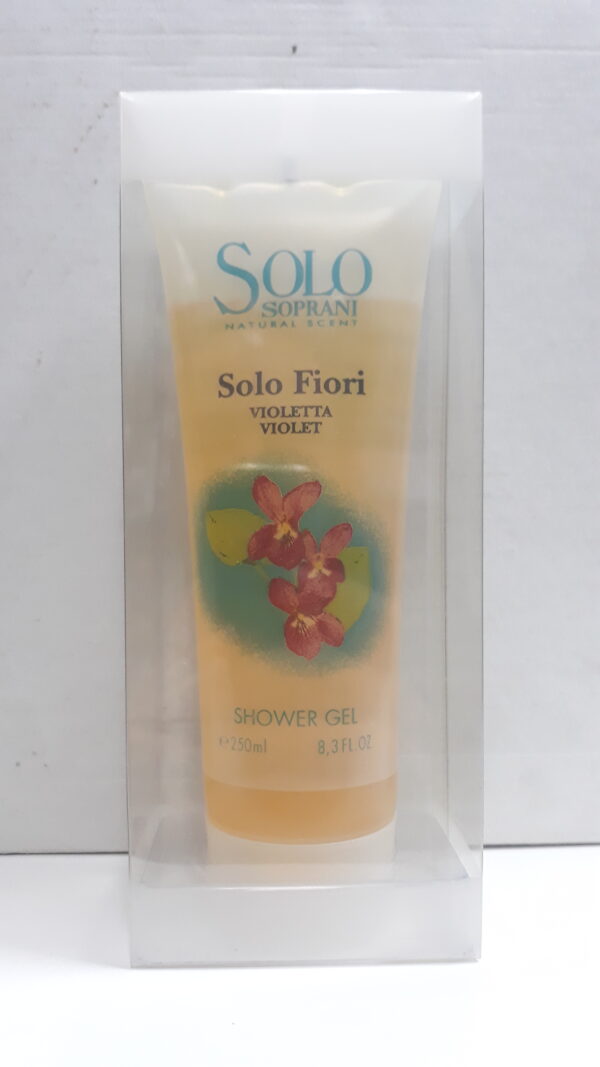 SOLO
SOPRANI
NATURAL SCENT
Solo Fiori
VIOLETTA
VIOLET
SHOWER GEL
℮250ml 8,3 FL.OZ